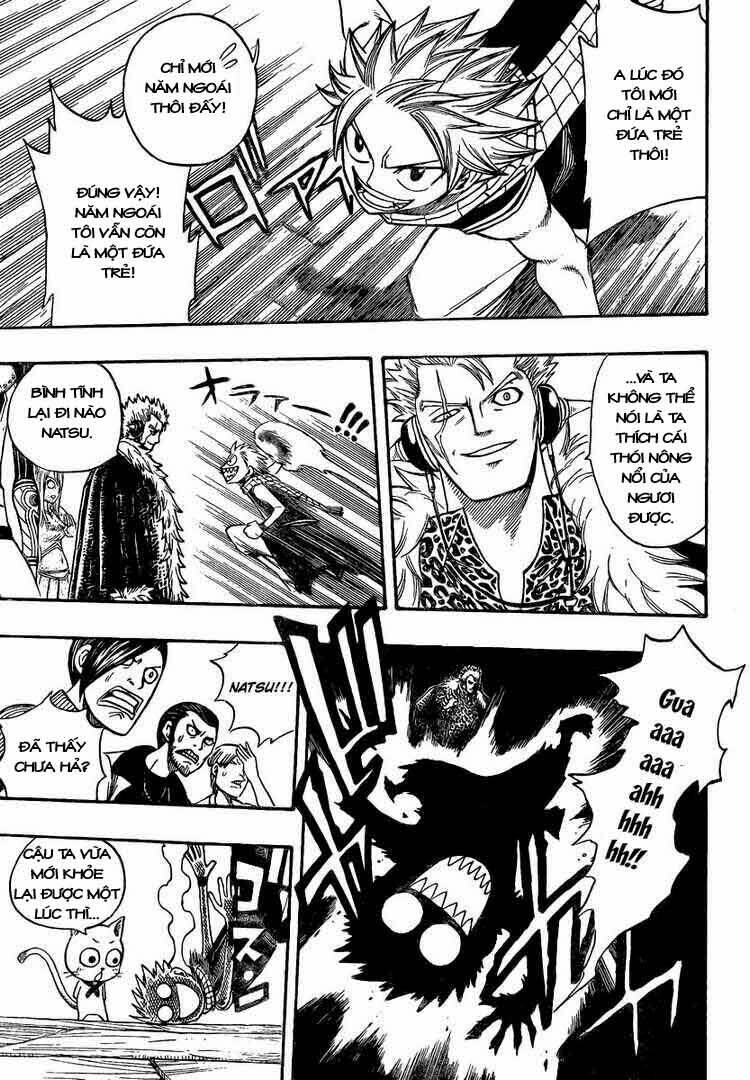 A LÚC ĐÓ
TÔI MỚI
CHỈ LÀ MỘT
ĐỨA TRẺ
THÔI!
CHỈ MỚI
NĂM NGOÁI
THÔI ĐẤY!
ĐÚNG VẬY!
NĂM NGOÁI
TÔI VẪN CÒN
LÀ MỘT ĐỨA
TRẺ!
...VÀ TA
KHÔNG THỂ
NÓI LÀ TA
THÍCH CÁI
THÓI NÔNG
NỔI CỦA
NGƯƠI
ĐƯỢC.
BÌNH TĨNH
LẠI ĐI NÀO
NATSU.
Gua
aaa
aaa
ahh
hhh
hh!!
NATSU!!!
ĐÃ THẤY
CHƯA HẢ?
CẬU TA VỪA
MỚI KHỎE
LẠI ĐƯỢC MỘT
LÚC THÌ...